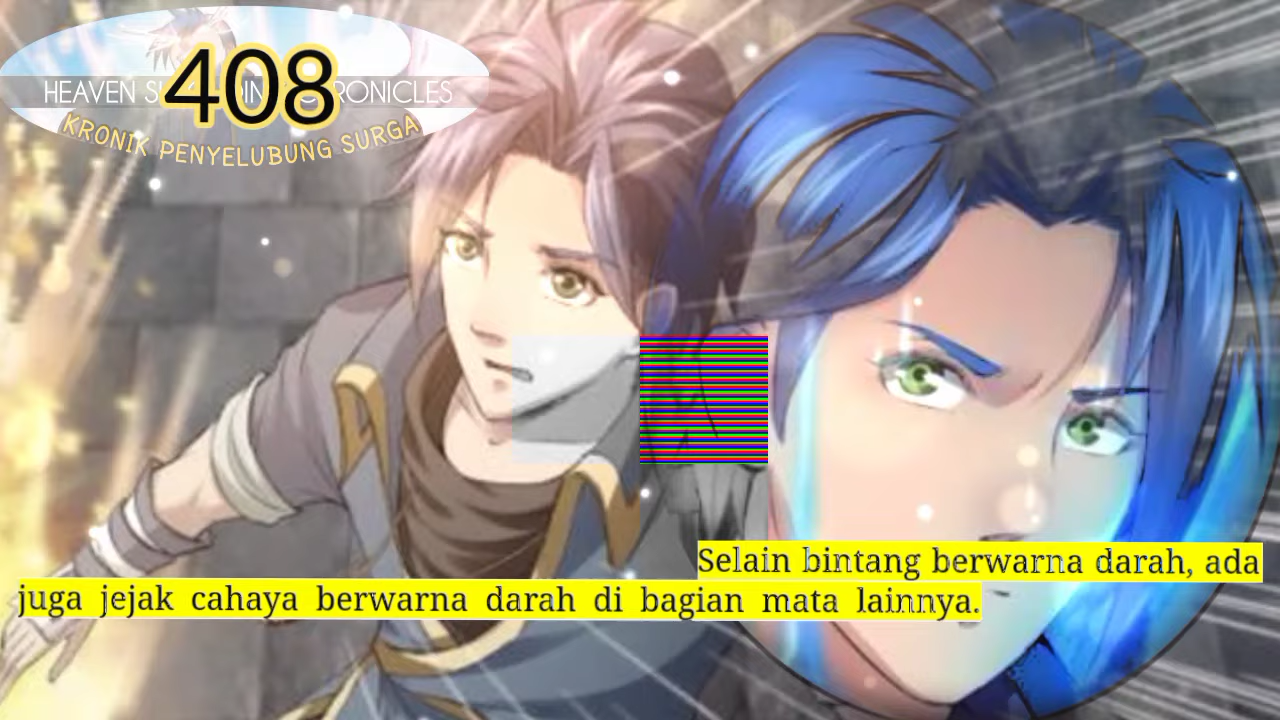 408
HEAVEN CHRONICLES
KRONIK PENYELUBUNG SURGA
Selain bintang berwarna darah, ada
juga jejak cahaya berwarna darah di bagian mata lainnya.